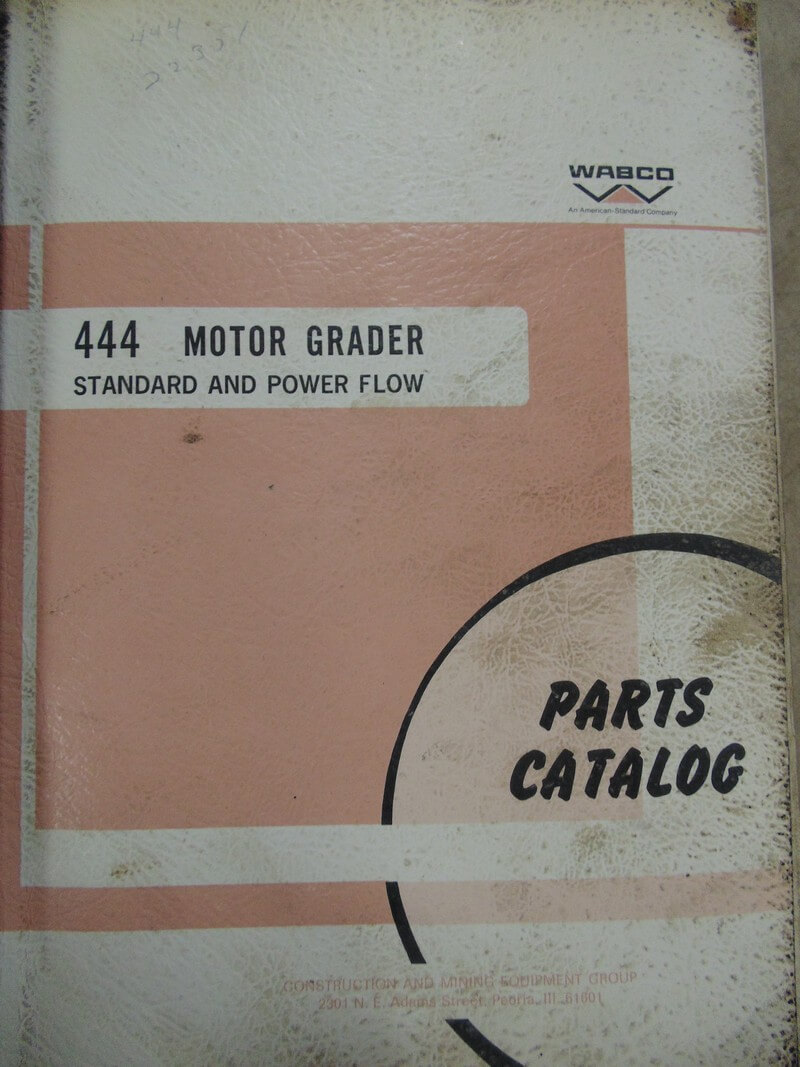 444
WABCO
An American-Standard Company
444 MOTOR GRADER
STANDARD AND POWER FLOW
PARTS
CATALOG
CONSTRUCTION AND MINING EQUIPMENT GROUP
2301 N. E. Adams Street, Peoria, Ill. 61601